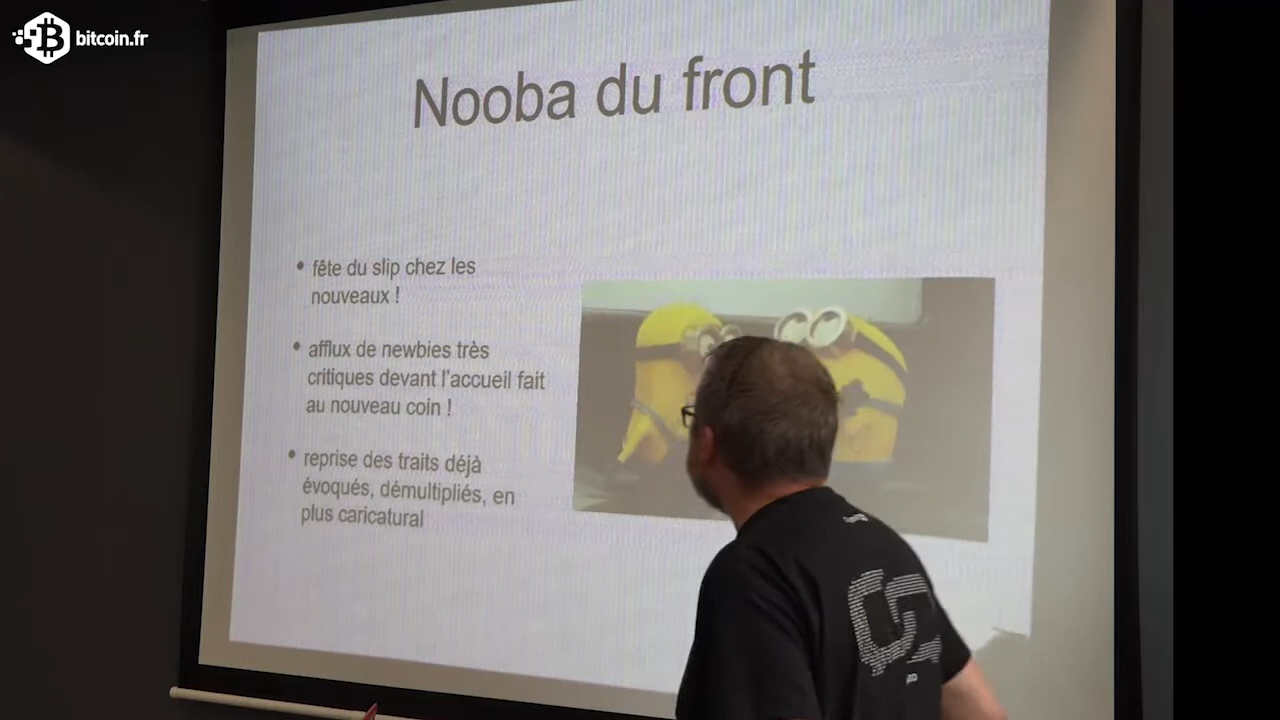 bitcoin.fr
Nooba du front
• fête du slip chez les
nouveaux !
• afflux de newbies très
critiques devant l'accueil fait
au nouveau coin !
• reprise des traits déjà
évoqués, démultipliés, en
plus caricatural